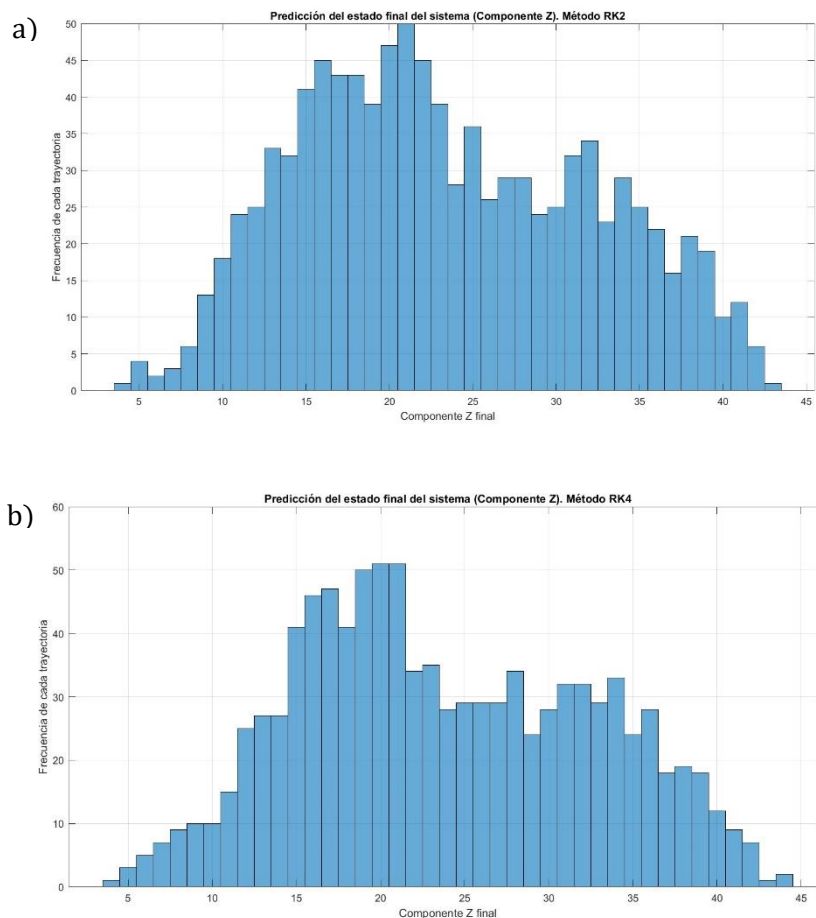 a)
Predicción del estado final del sistema (Componente Z). Método RK2
Frecuencia de cada trayectoria
50
45
40
35
30
25
20
15
10
5
0
5 10 15 20 25 30 35 40 45
Componente Z final
b)
Predicción del estado final del sistema (Componente Z). Método RK4
Frecuencia de cada trayectoria
60
50
40
30
20
10
0
5 10 15 20 25 30 35 40 45
Componente Z final